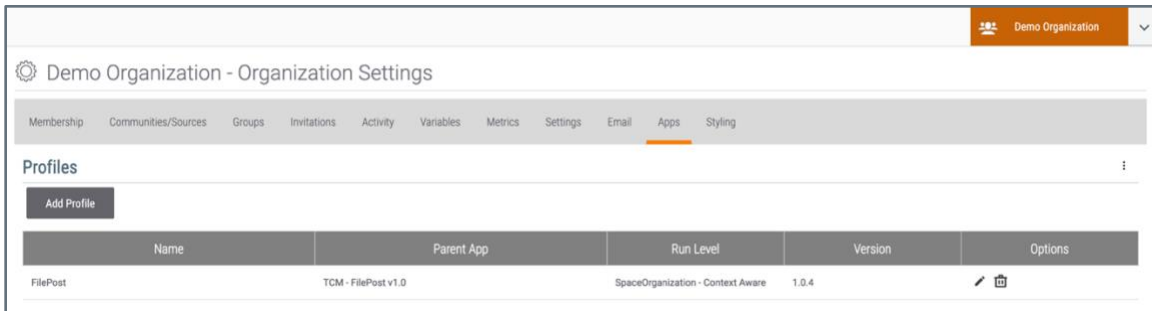 Demo Organization
Demo Organization - Organization Settings
Membership Communities/Sources Groups Invitations Activity Variables Metrics Settings Email Apps Styling
Profiles
Add Profile
Name Parent App Run Level Version Options
FilePost TCM - FilePost v1.0 SpaceOrganization - Context Aware 1.0.4